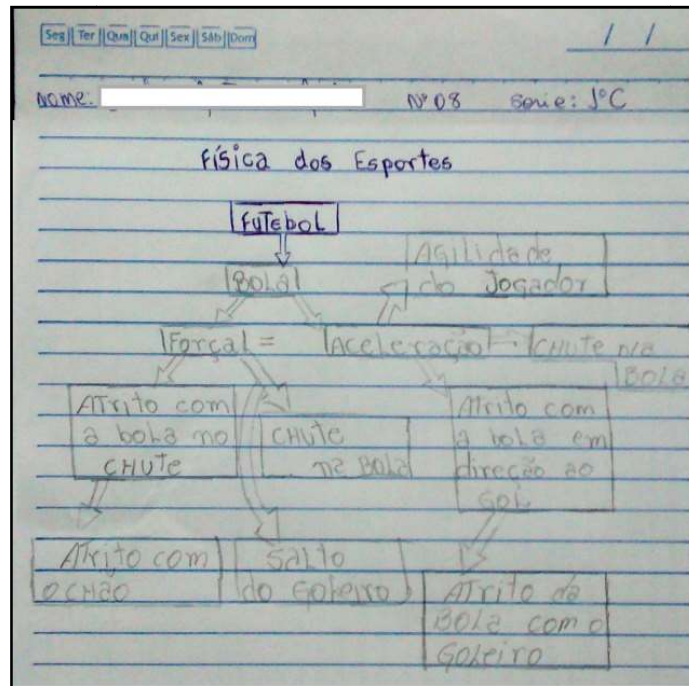 Seg Ter Qua Qui Sex Sáb Dom
/ /
Nome: Nº 08 Serie: 1ºC
Física dos Esportes
Futebol
Bola
Agilidade
do Jogador
Força = Aceleração Chute na
Bola
Atrito com
a bola no
Chute
Chute
na Bola
Atrito com
a bola em
direção ao
Gol
Atrito com
o chão
Salto
do Goleiro
Atrito da
Bola com o
Goleiro